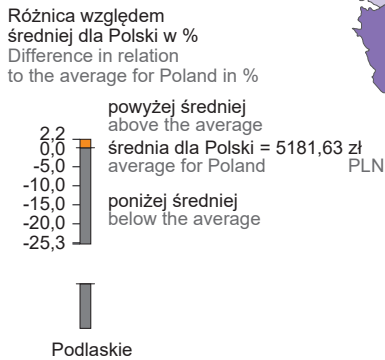 Różnica względem
średniej dla Polski w %
Difference in relation
to the average for Poland in %
powyżej średniej
above the average
2,2
0,0
-5,0
-10,0
-15,0
-20,0
-25,3
średnia dla Polski = 5181,63 zł
average for Poland PLN
poniżej średniej
below the average
Podlaskie